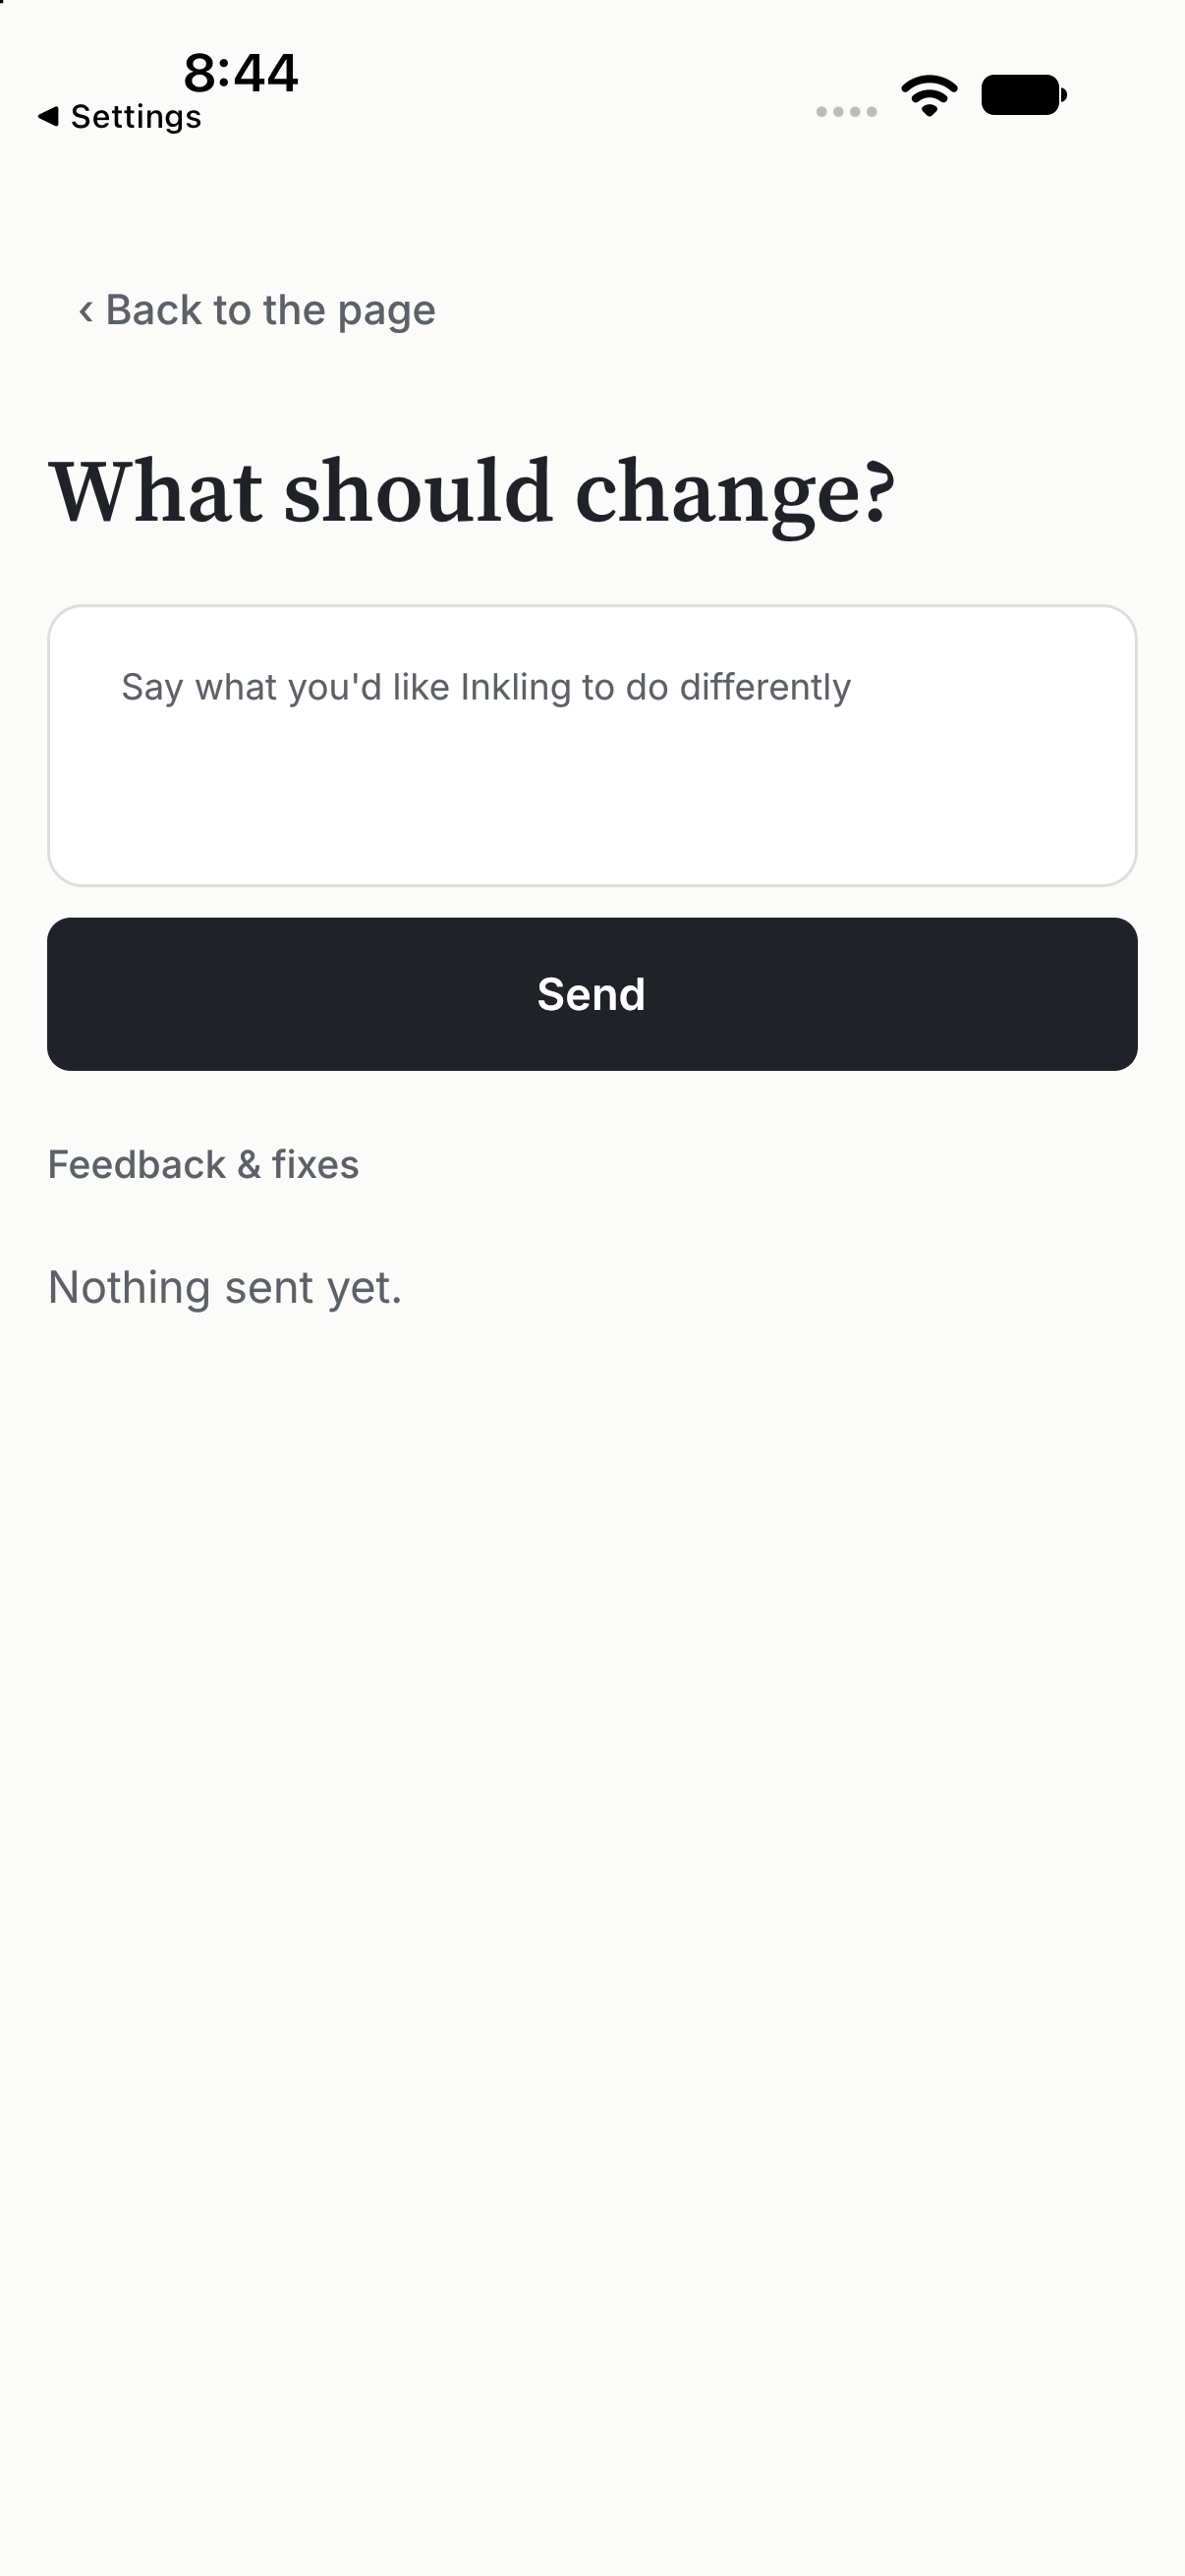 8:44
◀ Settings
‹ Back to the page
What should change?
Say what you'd like Inkling to do differently
Send
Feedback & fixes
Nothing sent yet.